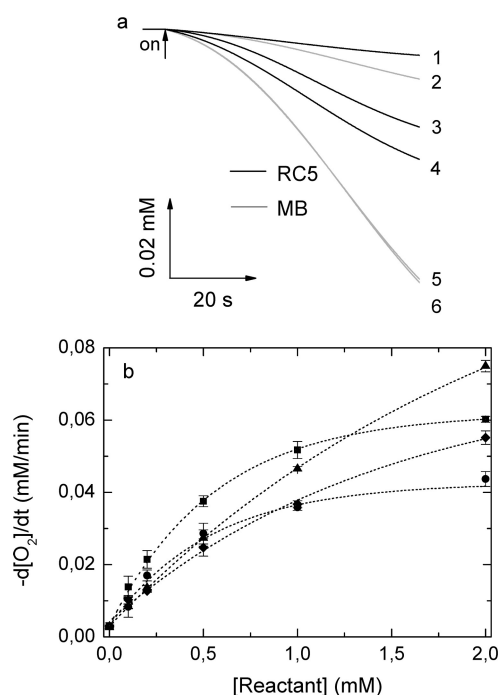 a
on
1
2
3
4
RC5
MB
0.02 mM
20 s
5
6
b
0,08
0,06
0,04
0,02
0,00
-d[O₂]/dt (mM/min)
0,0 0,5 1,0 1,5 2,0
[Reactant] (mM)